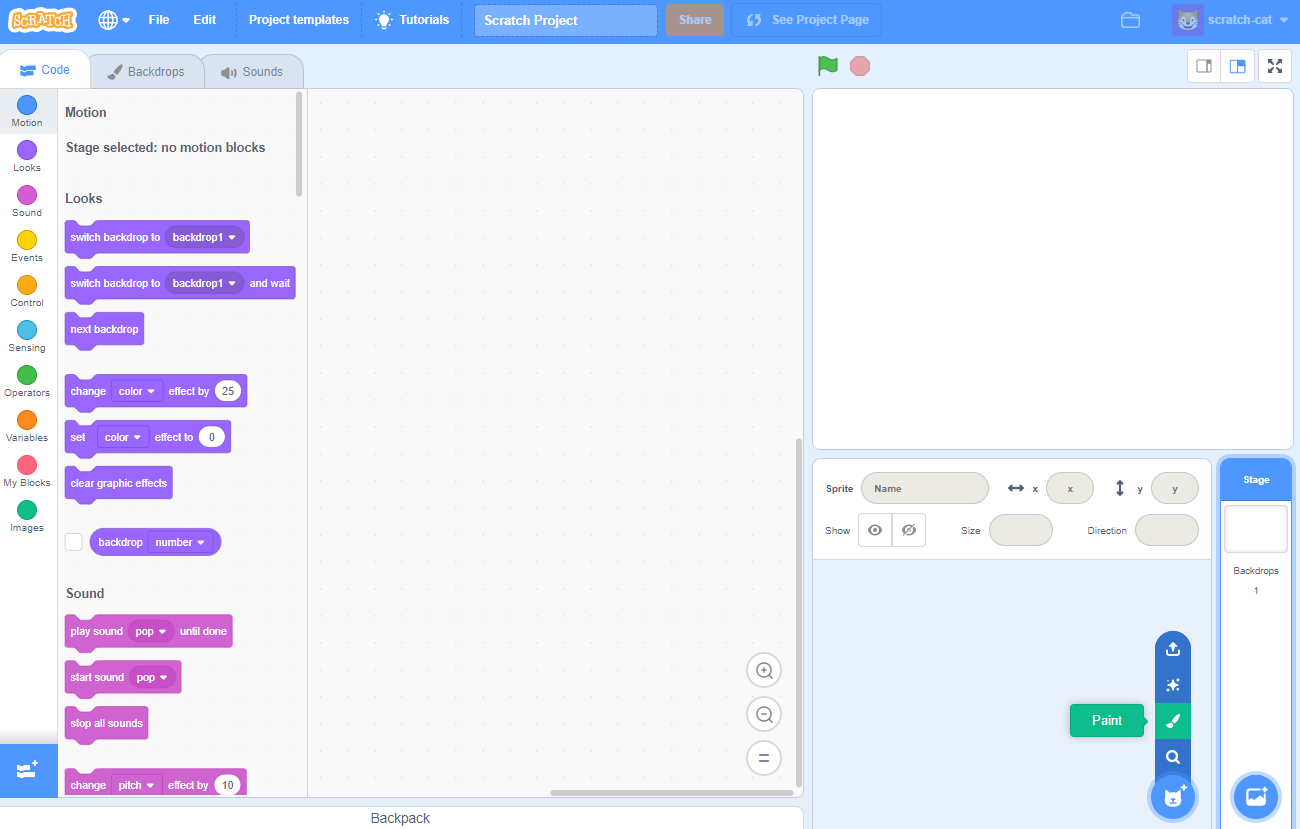 SCRATCH File Edit Project templates Tutorials Scratch Project Share See Project Page scratch-cat
Code Backdrops Sounds
Motion
Looks
Sound
Events
Control
Sensing
Operators
Variables
My Blocks
Images
Motion
Stage selected: no motion blocks
Looks
switch backdrop to backdrop1
switch backdrop to backdrop1 and wait
next backdrop
change color effect by 25
set color effect to 0
clear graphic effects
backdrop number
Sound
play sound pop until done
start sound pop
stop all sounds
change pitch effect by 10
Backpack
Sprite Name x x y y
Show Size Direction
Paint
Stage
Backdrops
1